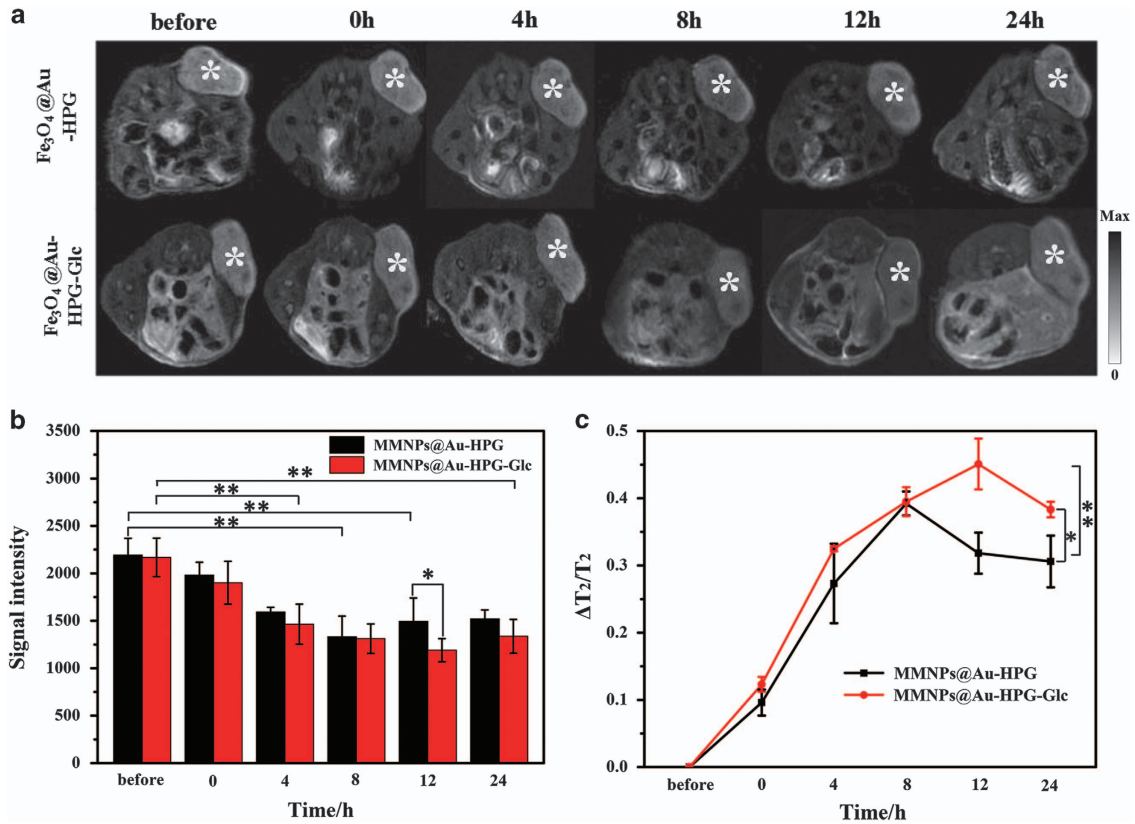 a
before 0h 4h 8h 12h 24h
Fe₃O₄@Au
-HPG
* * * * * *
Fe₃O₄@Au-
HPG-Glc
* * * * * *
Max
0
b
Signal intensity
3500
3000
2500
2000
1500
1000
500
0
MMNPs@Au-HPG
MMNPs@Au-HPG-Glc
**
**
**
**
*
before 0 4 8 12 24
Time/h
c
ΔT₂/T₂
0.5
0.4
0.3
0.2
0.1
0.0
**
*
MMNPs@Au-HPG
MMNPs@Au-HPG-Glc
before 0 4 8 12 24
Time/h